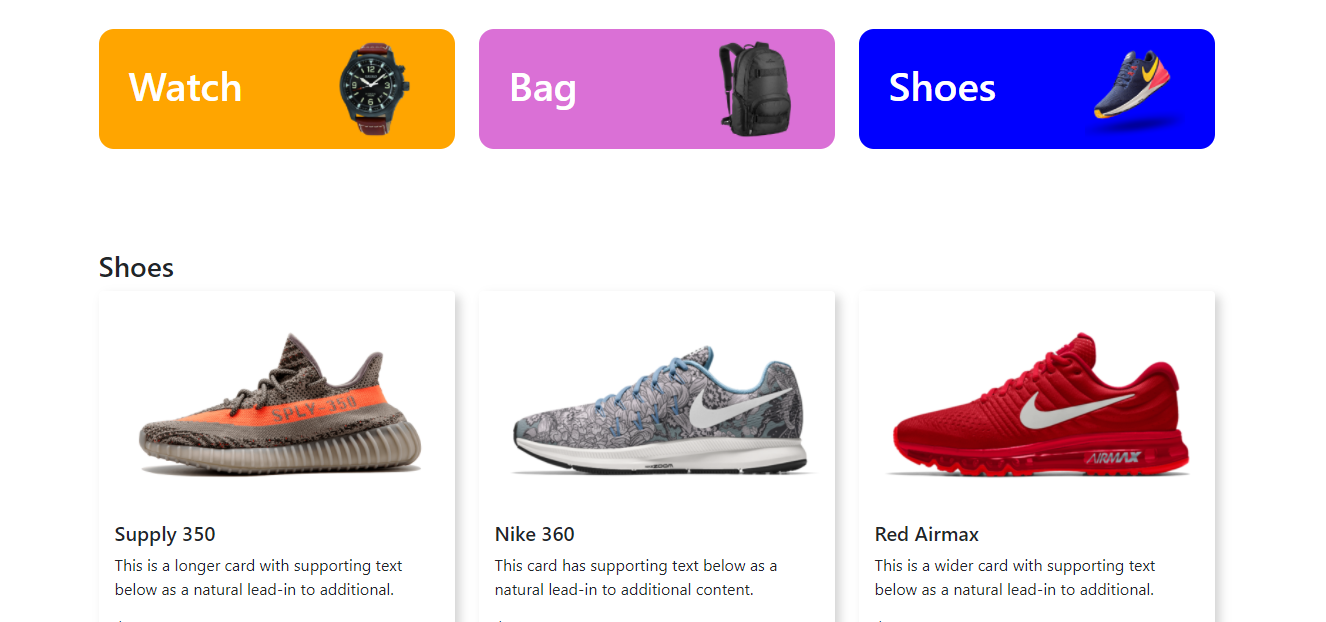 Watch
Bag
Shoes
Shoes
SPLY-350
ZOOM
AIRMAX
Supply 350
This is a longer card with supporting text
below as a natural lead-in to additional.
Nike 360
This card has supporting text below as a
natural lead-in to additional content.
Red Airmax
This is a wider card with supporting text
below as a natural lead-in to additional.